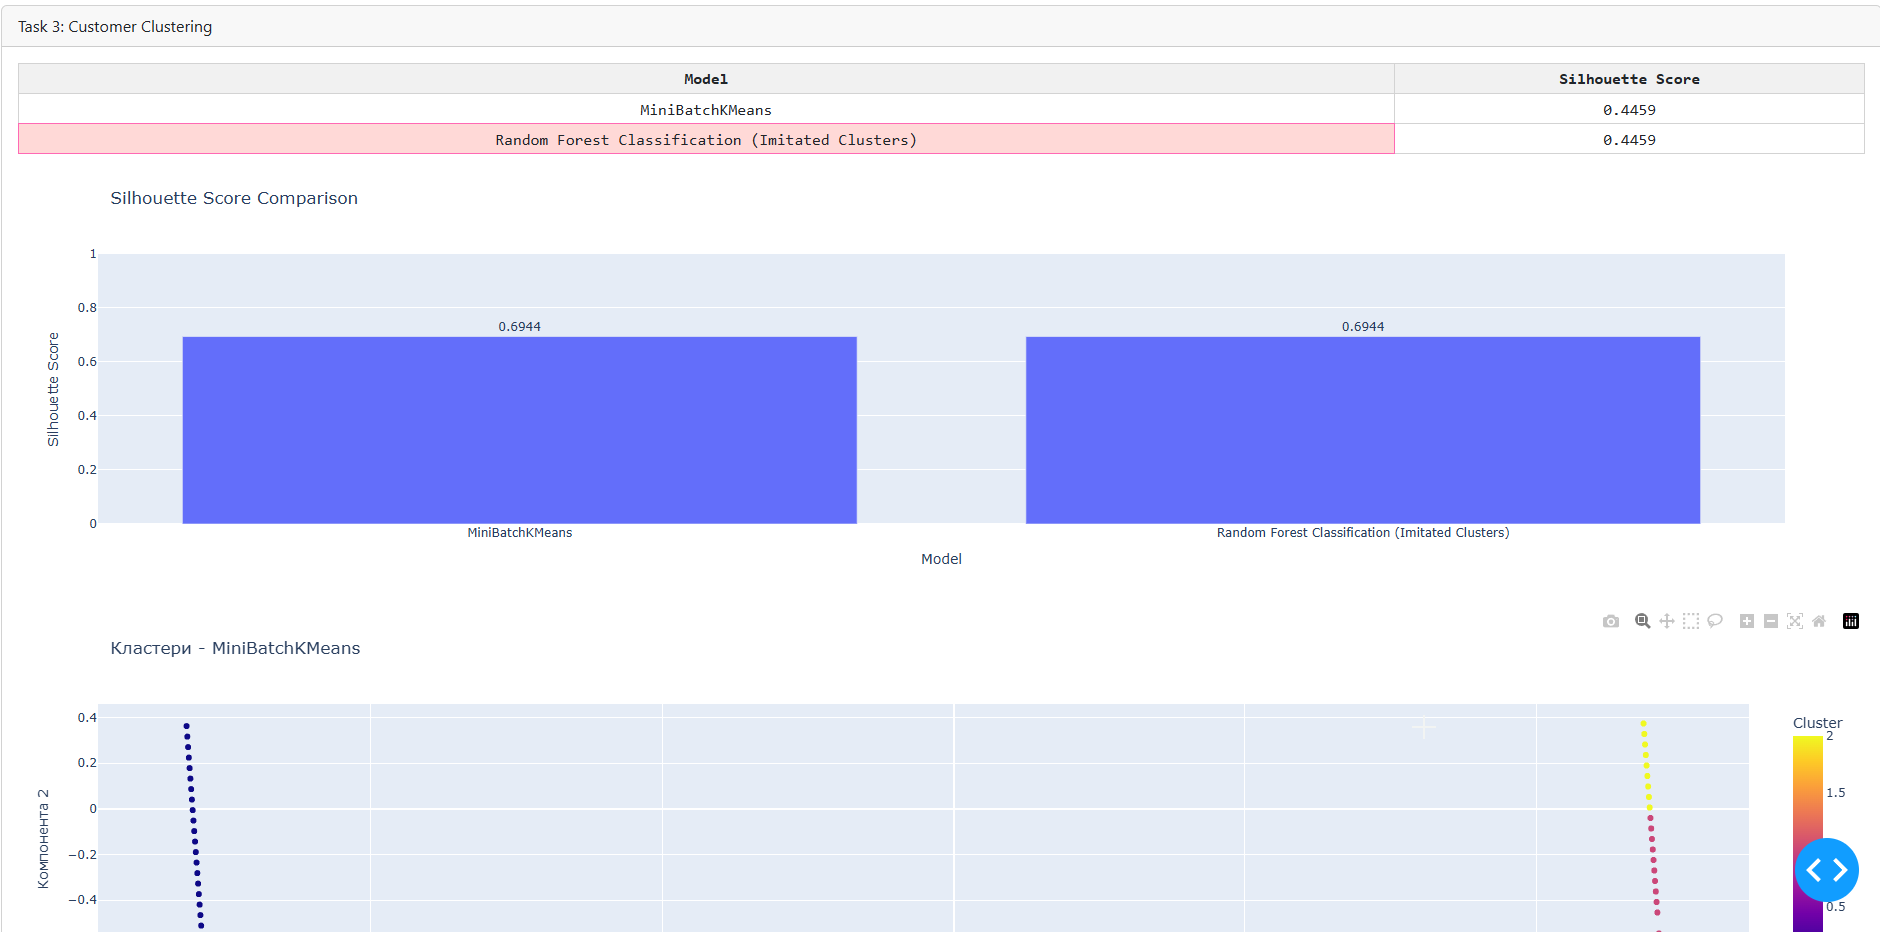 Task 3: Customer Clustering
Model Silhouette Score
MiniBatchKMeans 0.4459
Random Forest Classification (Imitated Clusters) 0.4459
Silhouette Score Comparison
1
0.8
0.6
0.4
0.2
0
Silhouette Score
0.6944 0.6944
MiniBatchKMeans Random Forest Classification (Imitated Clusters)
Model
Кластери - MiniBatchKMeans
0.4
0.2
0
−0.2
−0.4
Компонента 2
Cluster
2
1.5
0.5